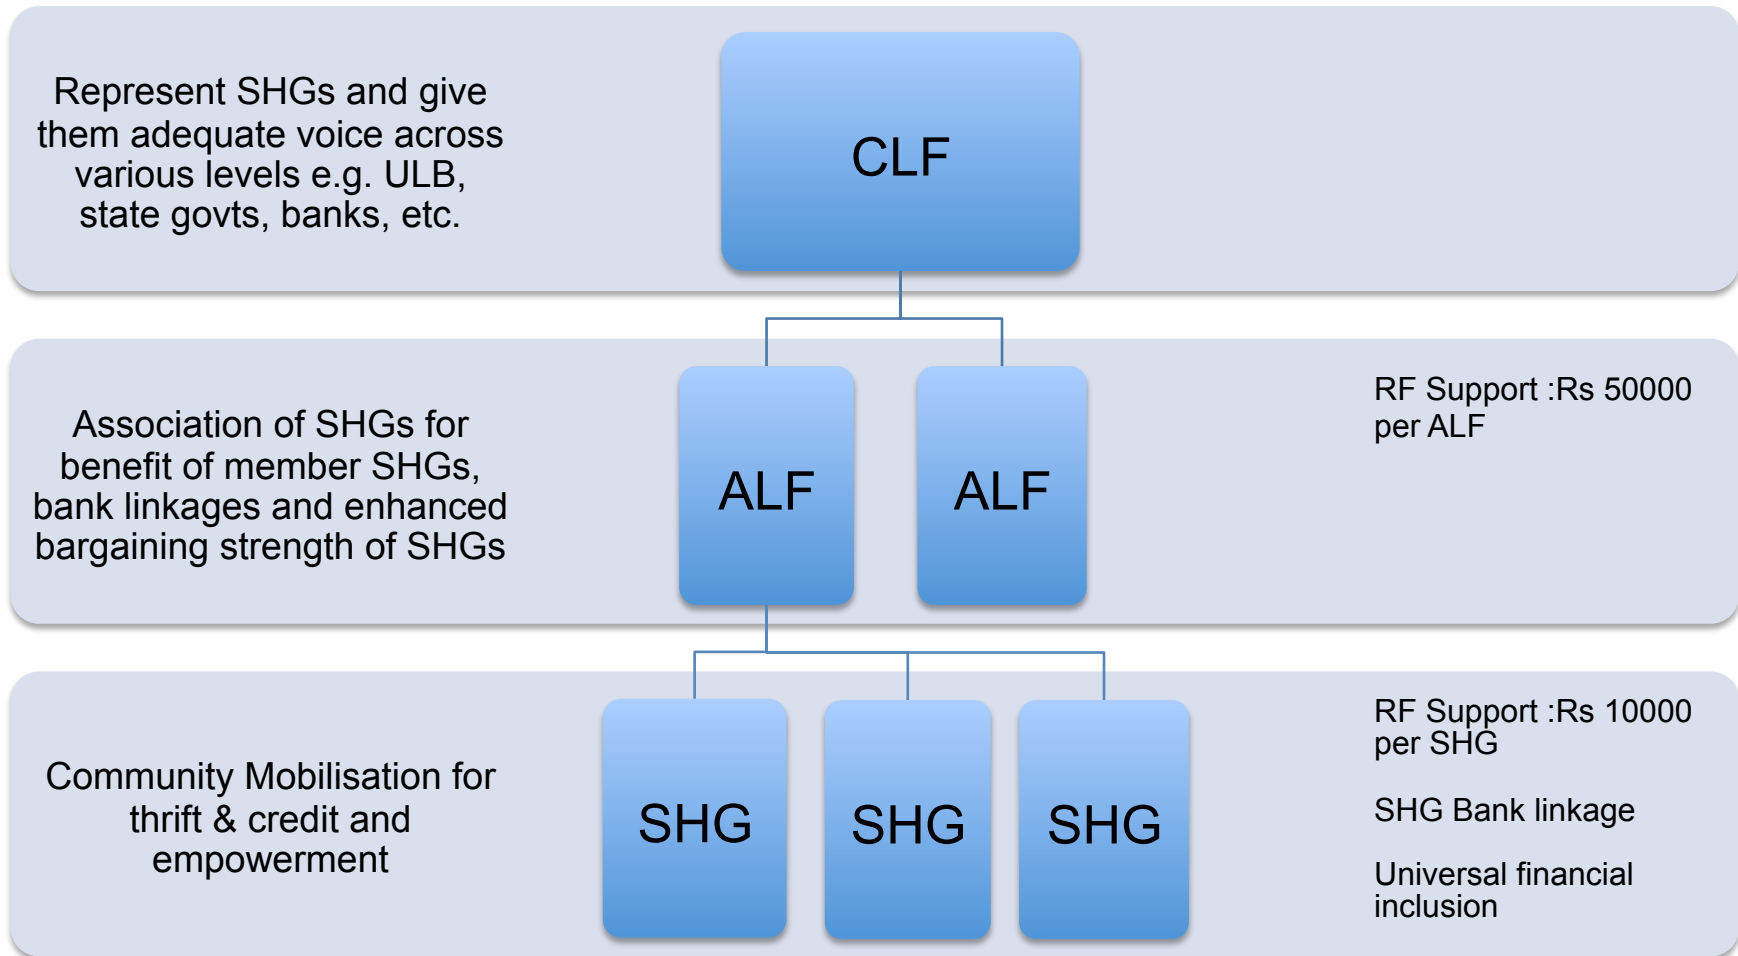 Represent SHGs and give
them adequate voice across
various levels e.g. ULB,
state govts, banks, etc.
CLF
Association of SHGs for
benefit of member SHGs,
bank linkages and enhanced
bargaining strength of SHGs
ALF
ALF
RF Support :Rs 50000
per ALF
Community Mobilisation for
thrift & credit and
empowerment
SHG
SHG
SHG
RF Support :Rs 10000
per SHG
SHG Bank linkage
Universal financial
inclusion